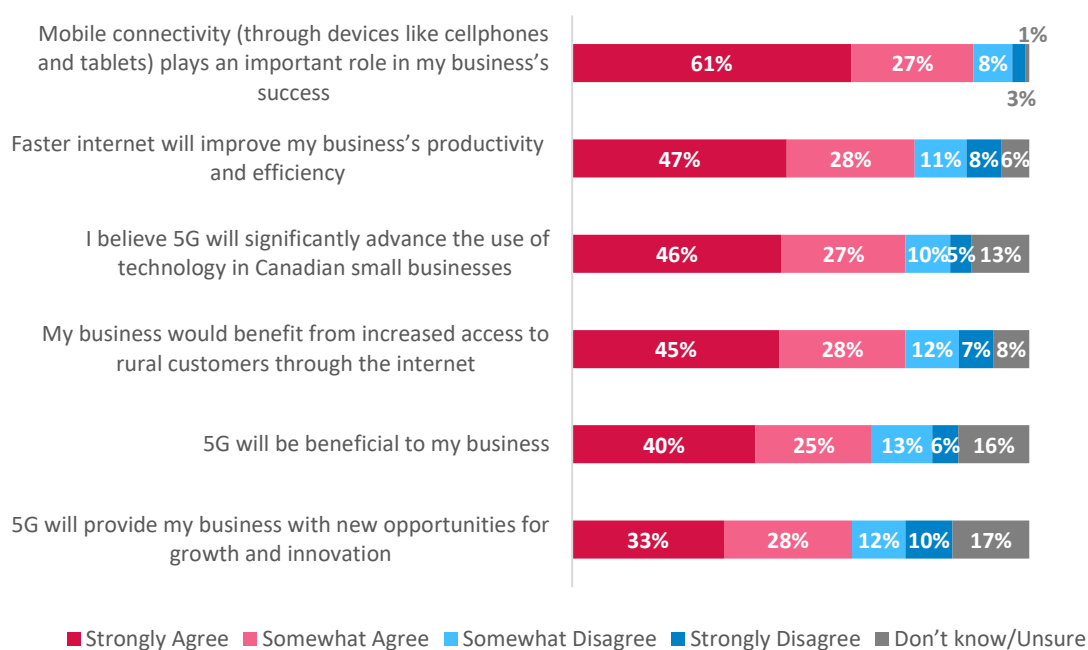 Mobile connectivity (through devices like cellphones
and tablets) plays an important role in my business’s
success
61% 27% 8% 1%
3%
Faster internet will improve my business’s productivity
and efficiency
47% 28% 11% 8% 6%
I believe 5G will significantly advance the use of
technology in Canadian small businesses
46% 27% 10% 5% 13%
My business would benefit from increased access to
rural customers through the internet
45% 28% 12% 7% 8%
5G will be beneficial to my business
40% 25% 13% 6% 16%
5G will provide my business with new opportunities for
growth and innovation
33% 28% 12% 10% 17%
Strongly Agree Somewhat Agree Somewhat Disagree Strongly Disagree Don’t know/Unsure